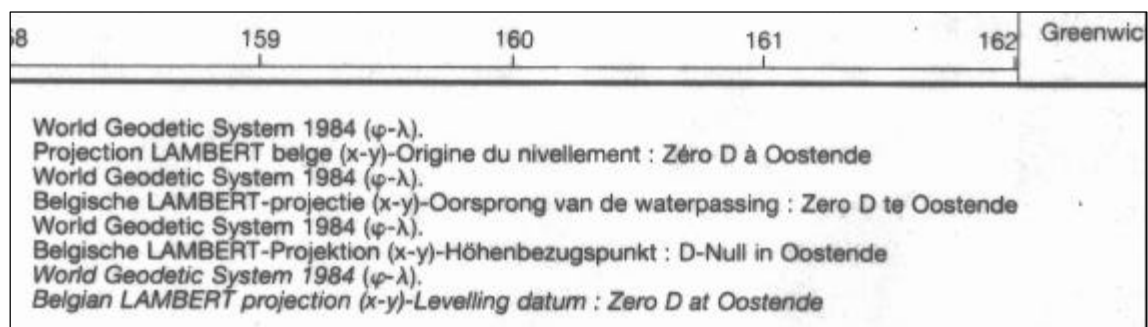 8 159 160 161 162 Greenwic
World Geodetic System 1984 (φ-λ).
Projection LAMBERT belge (x-y)-Origine du nivellement : Zéro D à Oostende
World Geodetic System 1984 (φ-λ).
Belgische LAMBERT-projectie (x-y)-Oorsprong van de waterpassing : Zero D te Oostende
World Geodetic System 1984 (φ-λ).
Belgische LAMBERT-Projektion (x-y)-Höhenbezugspunkt : D-Null in Oostende
World Geodetic System 1984 (φ-λ).
Belgian LAMBERT projection (x-y)-Levelling datum : Zero D at Oostende